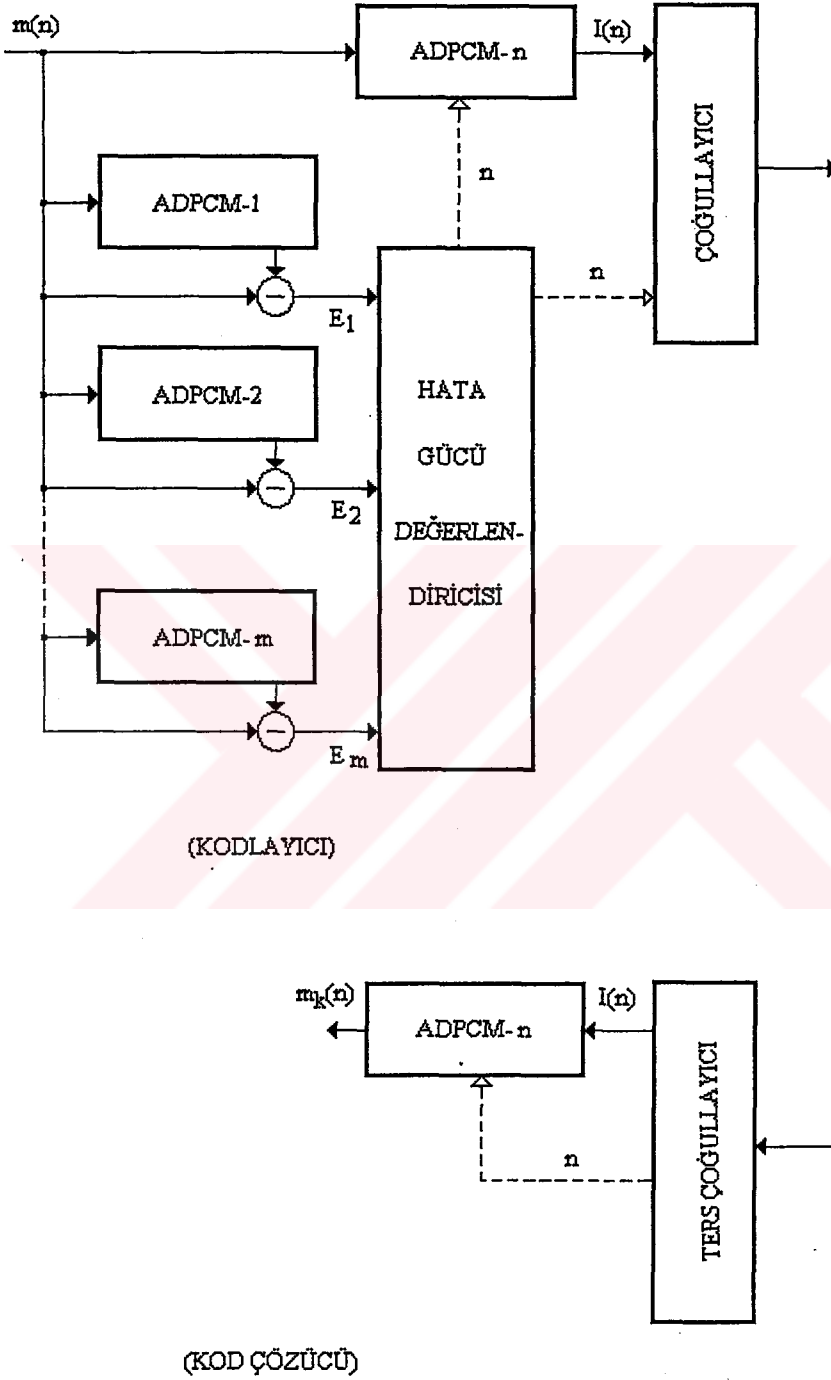 m(n)
ADPCM-n
I(n)
ÇOĞULLAYICI
n
ADPCM-1
n
E1
ADPCM-2
E2
HATA
GÜCÜ
DEĞERLEN-
DİRİCİSİ
ADPCM-m
Em
(KODLAYICI)
mk(n)
ADPCM-n
I(n)
TERS ÇOĞULLAYICI
n
(KOD ÇÖZÜCÜ)